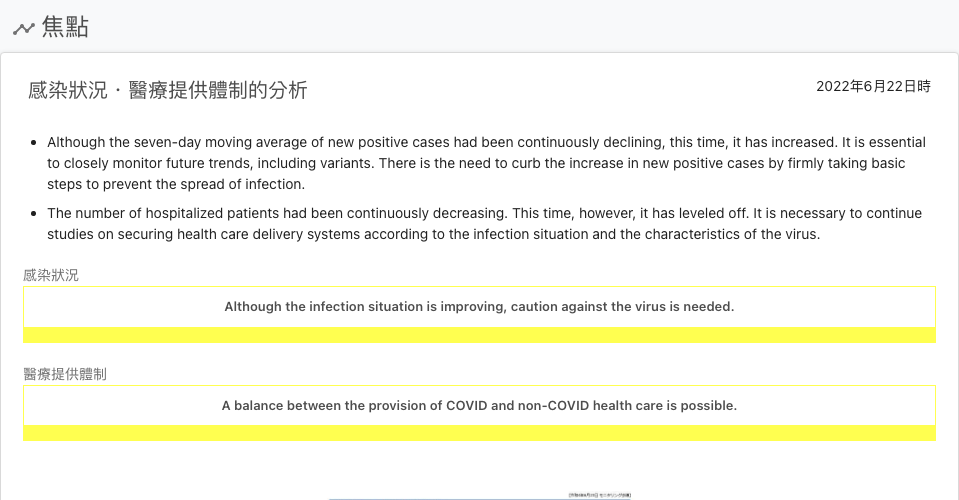 焦點
感染狀況・醫療提供體制的分析
2022年6月22日時
Although the seven-day moving average of new positive cases had been continuously declining, this time, it has increased. It is essential
to closely monitor future trends, including variants. There is the need to curb the increase in new positive cases by firmly taking basic
steps to prevent the spread of infection.
The number of hospitalized patients had been continuously decreasing. This time, however, it has leveled off. It is necessary to continue
studies on securing health care delivery systems according to the infection situation and the characteristics of the virus.
感染狀況
Although the infection situation is improving, caution against the virus is needed.
醫療提供體制
A balance between the provision of COVID and non-COVID health care is possible.